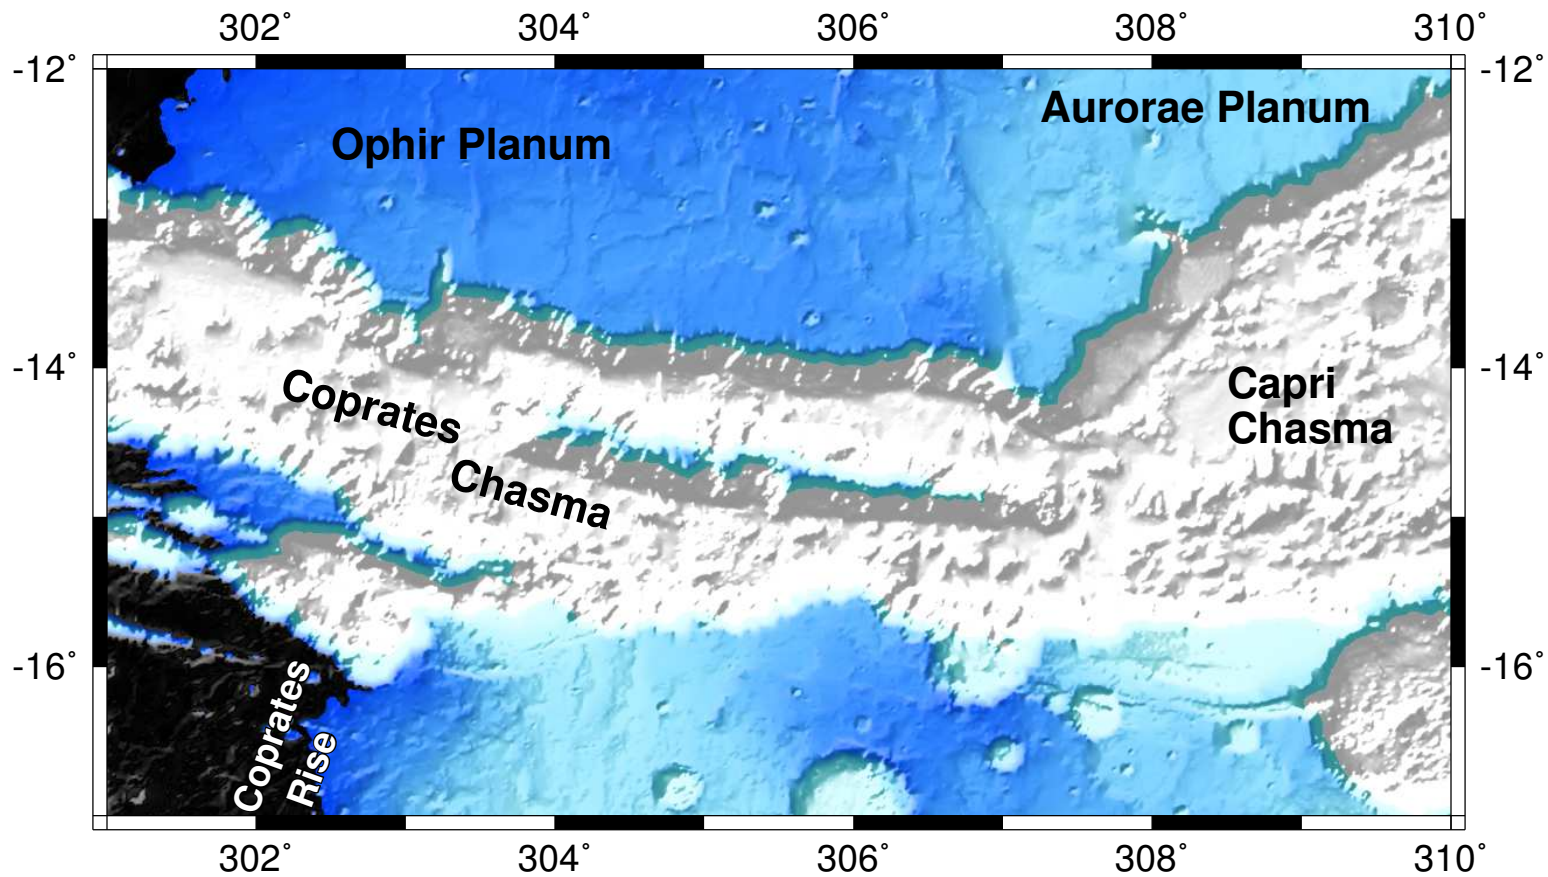 302° 304° 306° 308° 310°
-12° -12°
Aurorae Planum
Ophir Planum
-14° -14°
Coprates
Chasma
Capri
Chasma
-16° -16°
Coprates
Rise
302° 304° 306° 308° 310°